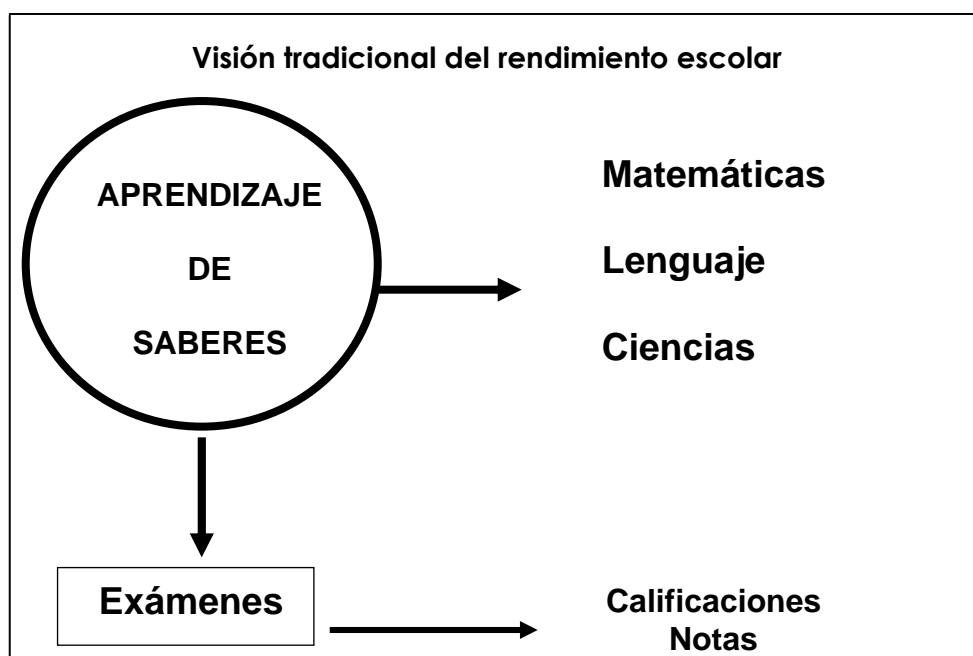 Visión tradicional del rendimiento escolar
APRENDIZAJE
DE
SABERES
Matemáticas
Lenguaje
Ciencias
Exámenes
Calificaciones
Notas